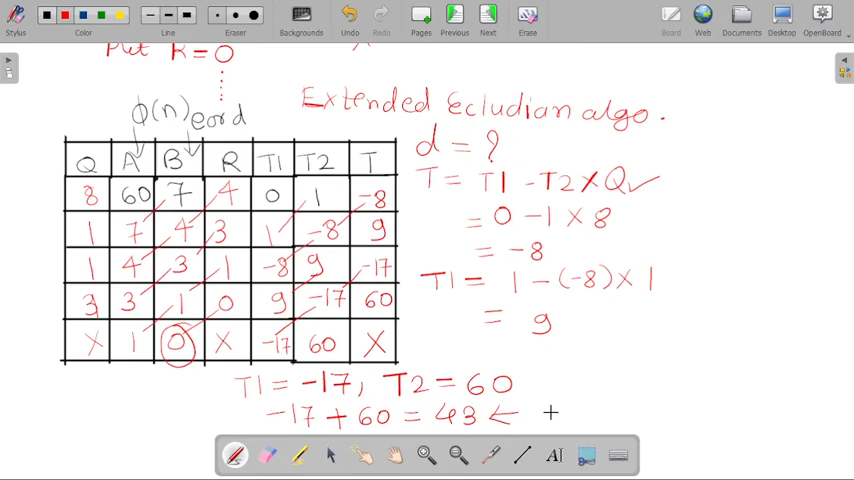 Stylus Color Line Eraser Backgrounds Undo Pages Previous Next Erase Board Web Documents Desktop OpenBoard
Put R = 0
Extended Ecludian algo.
φ(n)
e or d
d = ?
Q A B R T1 T2 T
8 60 7 4 0 1 -8
1 7 4 3 1 -8 9
1 4 3 1 -8 9 -17
3 3 1 0 9 -17 60
X 1 0 X -17 60 X
T = T1 - T2 × Q ✓
= 0 - 1 × 8
= -8
T1 = 1 - (-8) × 1
= 9
T1 = -17, T2 = 60
-17 + 60 = 43 ←
AI